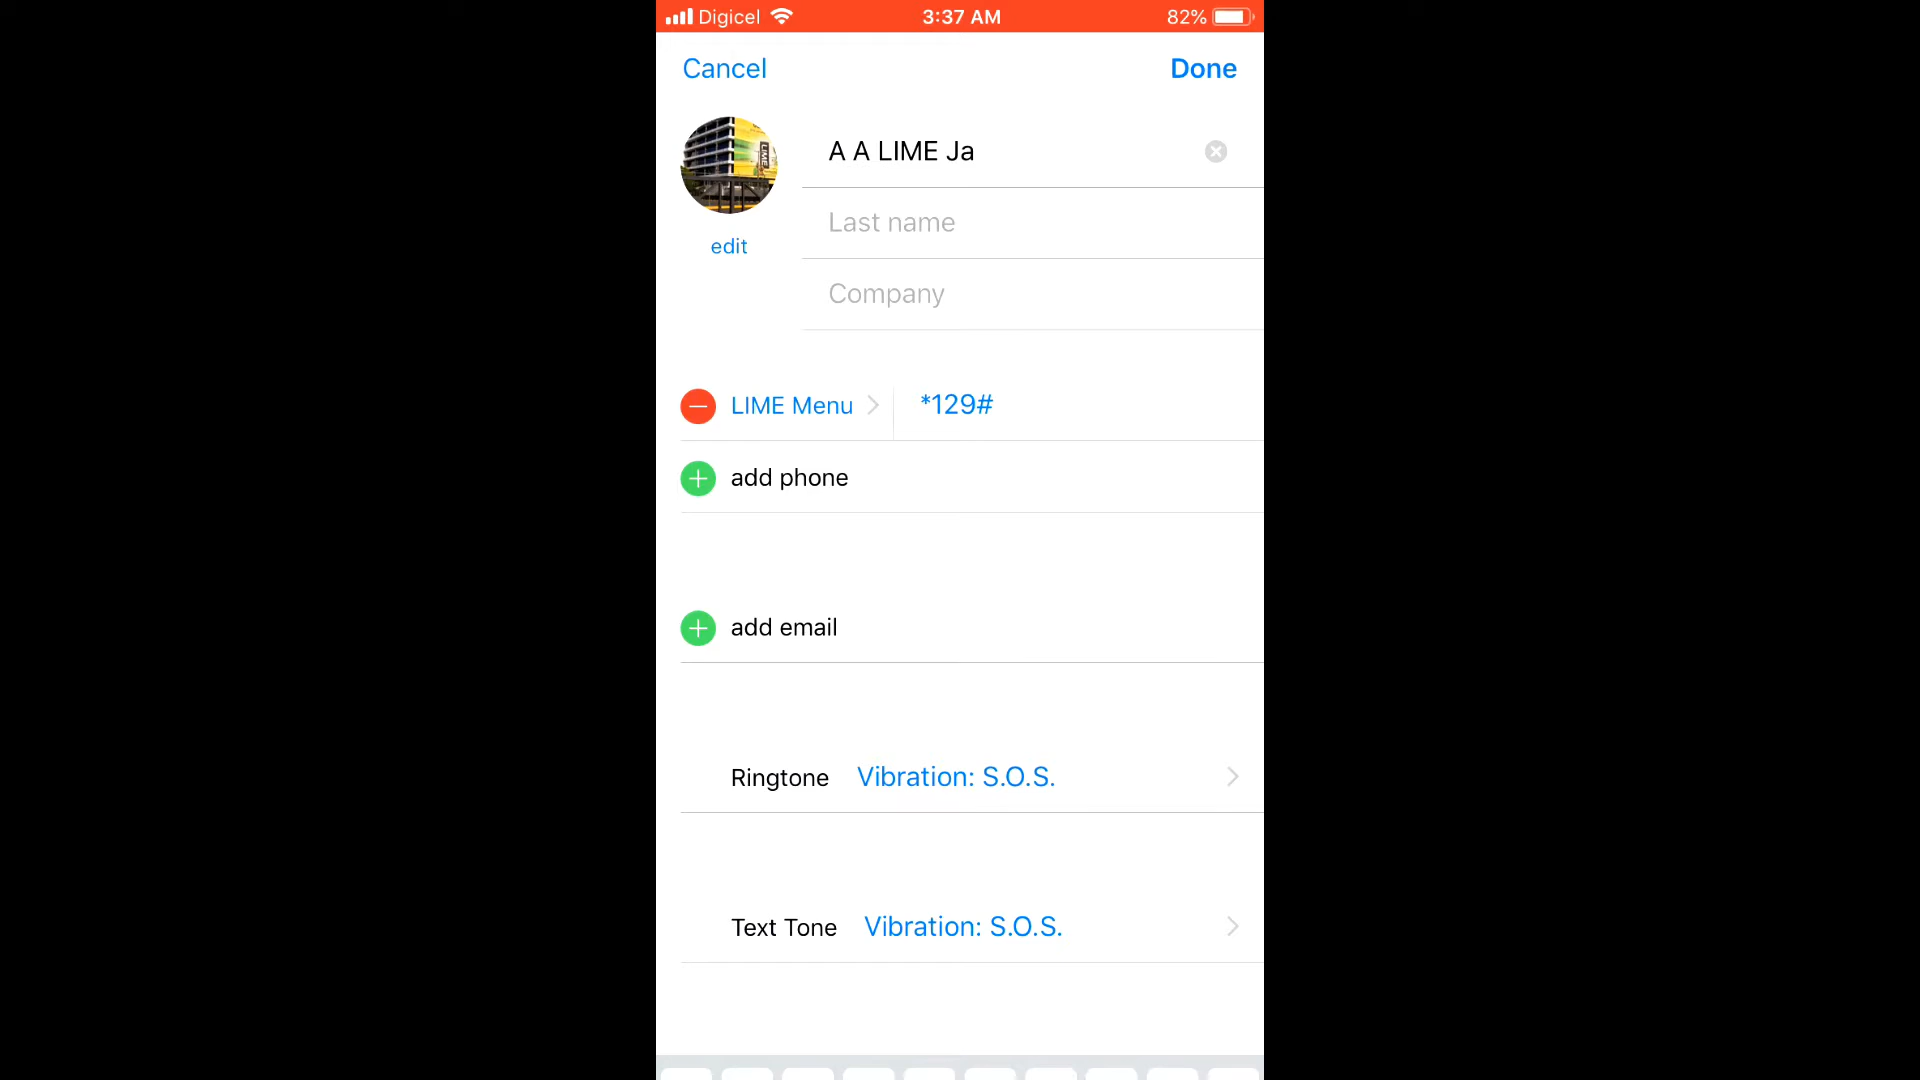 Digicel 3:37 AM 82%
Cancel Done
A A LIME Ja
LIME
edit
Last name
Company
LIME Menu *129#
add phone
add email
Ringtone Vibration: S.O.S.
Text Tone Vibration: S.O.S.